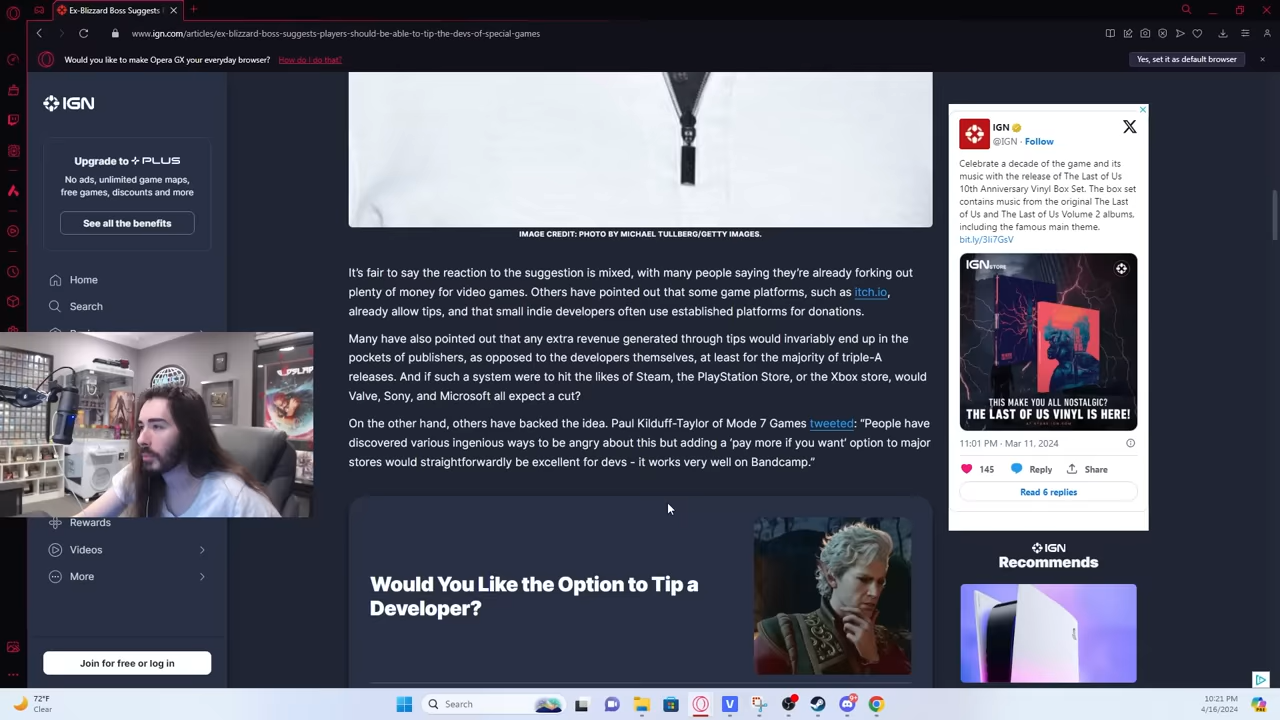 Ex-Blizzard Boss Suggests
www.ign.com/articles/ex-blizzard-boss-suggests-players-should-be-able-to-tip-the-devs-of-special-games
Would you like to make Opera GX your everyday browser? How do I do that?
Yes, set it as default browser
IGN
Upgrade to PLUS
No ads, unlimited game maps,
free games, discounts and more
See all the benefits
Home
Search
Rewards
Videos
More
Join for free or log in
IMAGE CREDIT: PHOTO BY MICHAEL TULLBERG/GETTY IMAGES.
It's fair to say the reaction to the suggestion is mixed, with many people saying they're already forking out
plenty of money for video games. Others have pointed out that some game platforms, such as itch.io,
already allow tips, and that small indie developers often use established platforms for donations.
Many have also pointed out that any extra revenue generated through tips would invariably end up in the
pockets of publishers, as opposed to the developers themselves, at least for the majority of triple-A
releases. And if such a system were to hit the likes of Steam, the PlayStation Store, or the Xbox store, would
Valve, Sony, and Microsoft all expect a cut?
On the other hand, others have backed the idea. Paul Kilduff-Taylor of Mode 7 Games tweeted: “People have
discovered various ingenious ways to be angry about this but adding a ‘pay more if you want’ option to major
stores would straightforwardly be excellent for devs - it works very well on Bandcamp.”
Would You Like the Option to Tip a
Developer?
IGN
@IGN · Follow
Celebrate a decade of the game and its
music with the release of The Last of Us
10th Anniversary Vinyl Box Set. The box set
contains music from the original The Last
of Us and The Last of Us Volume 2 albums,
including the famous main theme.
bit.ly/3Ii7GsV
IGN STORE
THIS MAKE YOU ALL NOSTALGIC?
THE LAST OF US VINYL IS HERE!
11:01 PM · Mar 11, 2024
145 Reply Share
Read 6 replies
IGN
Recommends
72°F
Clear
Search
10:21 PM
4/16/2024